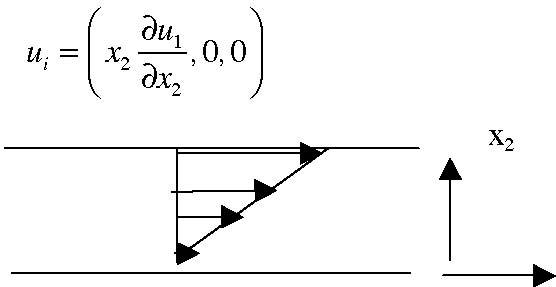 u_i = ( x_2 ∂u_1/∂x_2 , 0, 0 )
x_2